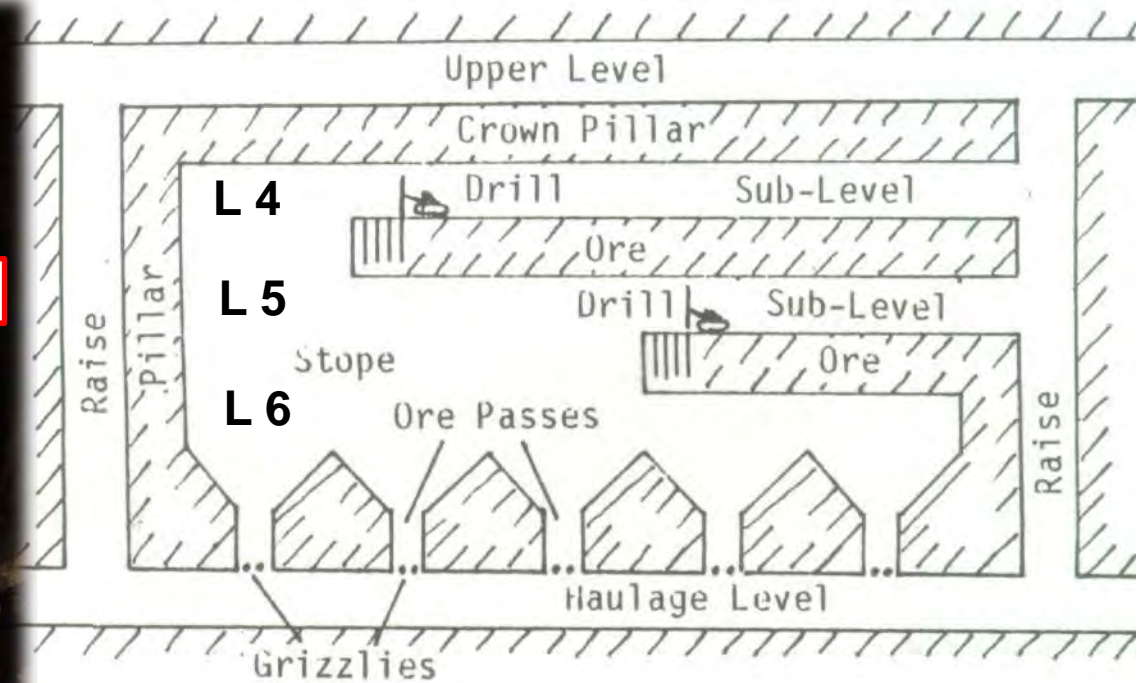 Upper Level
Crown Pillar
L 4
Drill
Sub-Level
Ore
L 5
Drill
Sub-Level
Pillar
Raise
Stope
Ore
L 6
Ore Passes
Raise
Haulage Level
Grizzlies